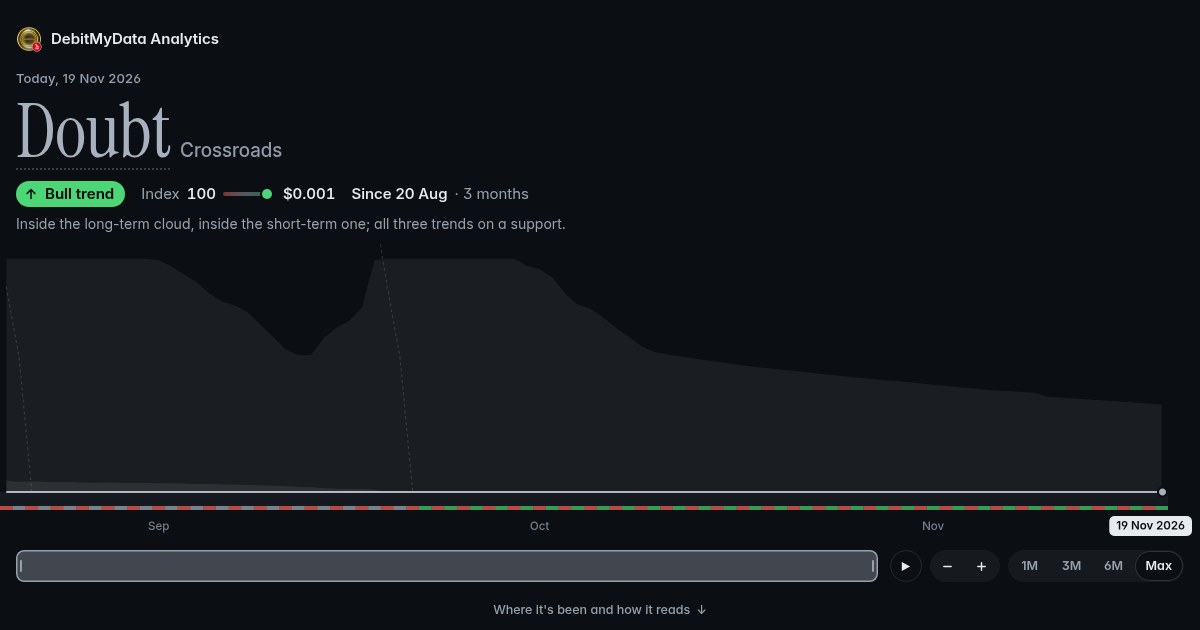 DebitMyData Analytics
Today, 19 Nov 2026
Doubt Crossroads
↑ Bull trend Index 100 $0.001 Since 20 Aug · 3 months
Inside the long-term cloud, inside the short-term one; all three trends on a support.
Sep Oct Nov 19 Nov 2026
− + 1M 3M 6M Max
Where it's been and how it reads ↓